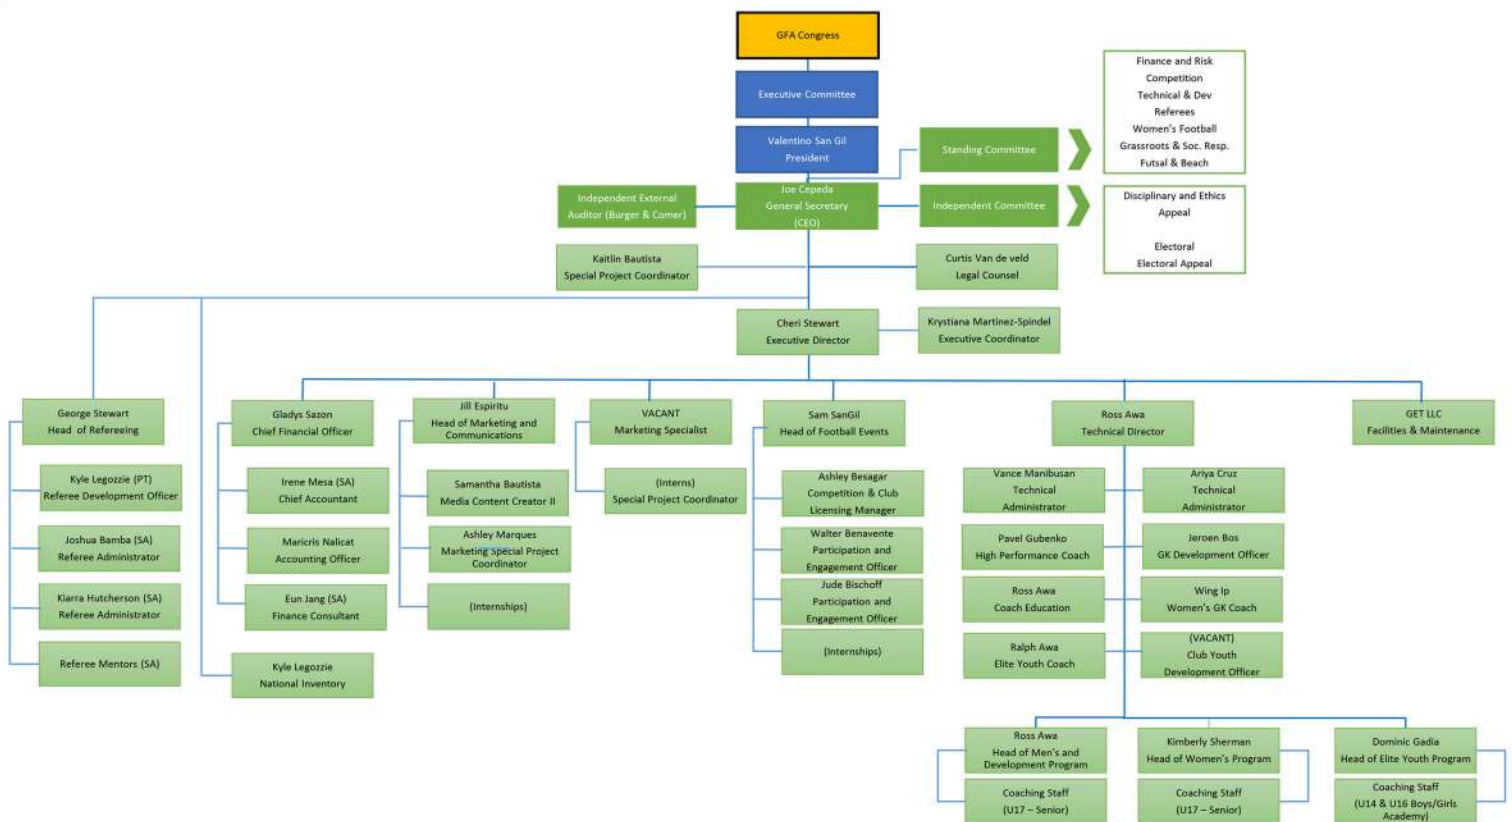 GFA Congress
Executive Committee
Valentino San Gil
President
Standing Committee
Finance and Risk
Competition
Technical & Dev
Referees
Women's Football
Grassroots & Soc. Resp.
Futsal & Beach
Independent External
Auditor (Burger & Comer)
Joe Cepeda
General Secretary
(CEO)
Independent Committee
Disciplinary and Ethics
Appeal
Electoral
Electoral Appeal
Kaitlin Bautista
Special Project Coordinator
Curtis Van de veld
Legal Counsel
Cheri Stewart
Executive Director
Krystiana Martinez-Spindel
Executive Coordinator
George Stewart
Head of Refereeing
Kyle Legozzie (PT)
Referee Development Officer
Joshua Bamba (SA)
Referee Administrator
Kiarra Hutcherson (SA)
Referee Administrator
Referee Mentors (SA)
Gladys Sazon
Chief Financial Officer
Irene Mesa (SA)
Chief Accountant
Maricris Nalicat
Accounting Officer
Eun Jang (SA)
Finance Consultant
Kyle Legozzie
National Inventory
Jill Espiritu
Head of Marketing and
Communications
Samantha Bautista
Media Content Creator II
Ashley Marques
Marketing Special Project
Coordinator
(Internships)
VACANT
Marketing Specialist
(Interns)
Special Project Coordinator
Sam SanGil
Head of Football Events
Ashley Besagar
Competition & Club
Licensing Manager
Walter Benavente
Participation and
Engagement Officer
Jude Bischoff
Participation and
Engagement Officer
(Internships)
Ross Awa
Technical Director
Vance Manibusan
Technical
Administrator
Ariya Cruz
Technical
Administrator
Pavel Gubenko
High Performance Coach
Jeroen Bos
GK Development Officer
Ross Awa
Coach Education
Wing Ip
Women's GK Coach
Ralph Awa
Elite Youth Coach
(VACANT)
Club Youth
Development Officer
GET LLC
Facilities & Maintenance
Ross Awa
Head of Men's and
Development Program
Coaching Staff
(U17 – Senior)
Kimberly Sherman
Head of Women's Program
Coaching Staff
(U17 – Senior)
Dominic Gadia
Head of Elite Youth Program
Coaching Staff
(U14 & U16 Boys/Girls
Academy)